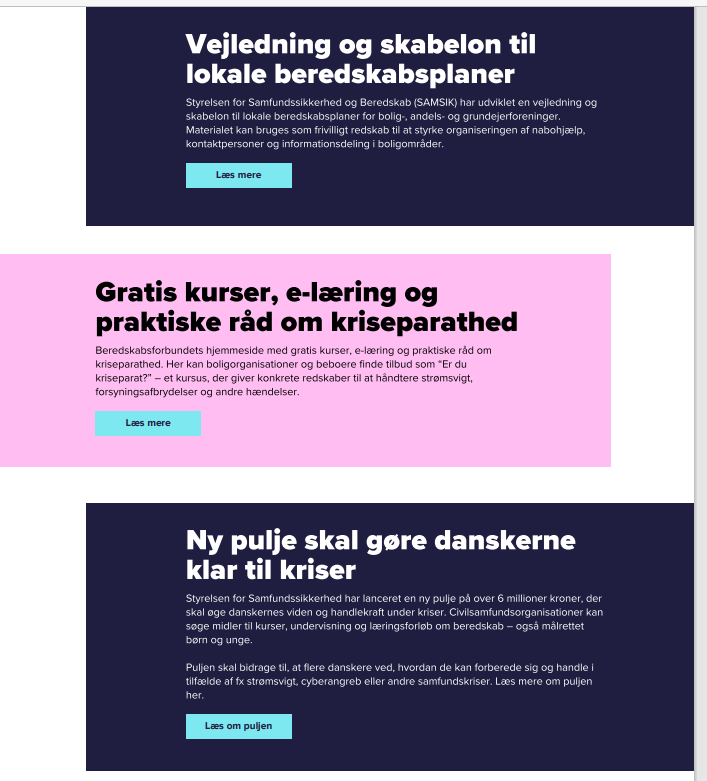 Vejledning og skabelon til
lokale beredskabsplaner
Styrelsen for Samfundssikkerhed og Beredskab (SAMSIK) har udviklet en vejledning og
skabelon til lokale beredskabsplaner for bolig-, andels- og grundejerforeninger.
Materialet kan bruges som frivilligt redskab til at styrke organiseringen af nabohjælp,
kontaktpersoner og informationsdeling i boligområder.
Læs mere
Gratis kurser, e-læring og
praktiske råd om kriseparathed
Beredskabsforbundets hjemmeside med gratis kurser, e-læring og praktiske råd om
kriseparathed. Her kan boligorganisationer og beboere finde tilbud som “Er du
kriseparat?” – et kursus, der giver konkrete redskaber til at håndtere strømsvigt,
forsyningsafbrydelser og andre hændelser.
Læs mere
Ny pulje skal gøre danskerne
klar til kriser
Styrelsen for Samfundssikkerhed har lanceret en ny pulje på over 6 millioner kroner, der
skal øge danskernes viden og handlekraft under kriser. Civilsamfundsorganisationer kan
søge midler til kurser, undervisning og læringsforløb om beredskab – også målrettet
børn og unge.
Puljen skal bidrage til, at flere danskere ved, hvordan de kan forberede sig og handle i
tilfælde af fx strømsvigt, cyberangreb eller andre samfundskriser. Læs mere om puljen
her.
Læs om puljen